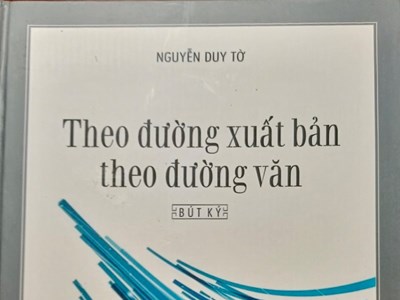 NGUYỄN DUY TỜ
Theo đường xuất bản
theo đường văn
BÚT KÝ